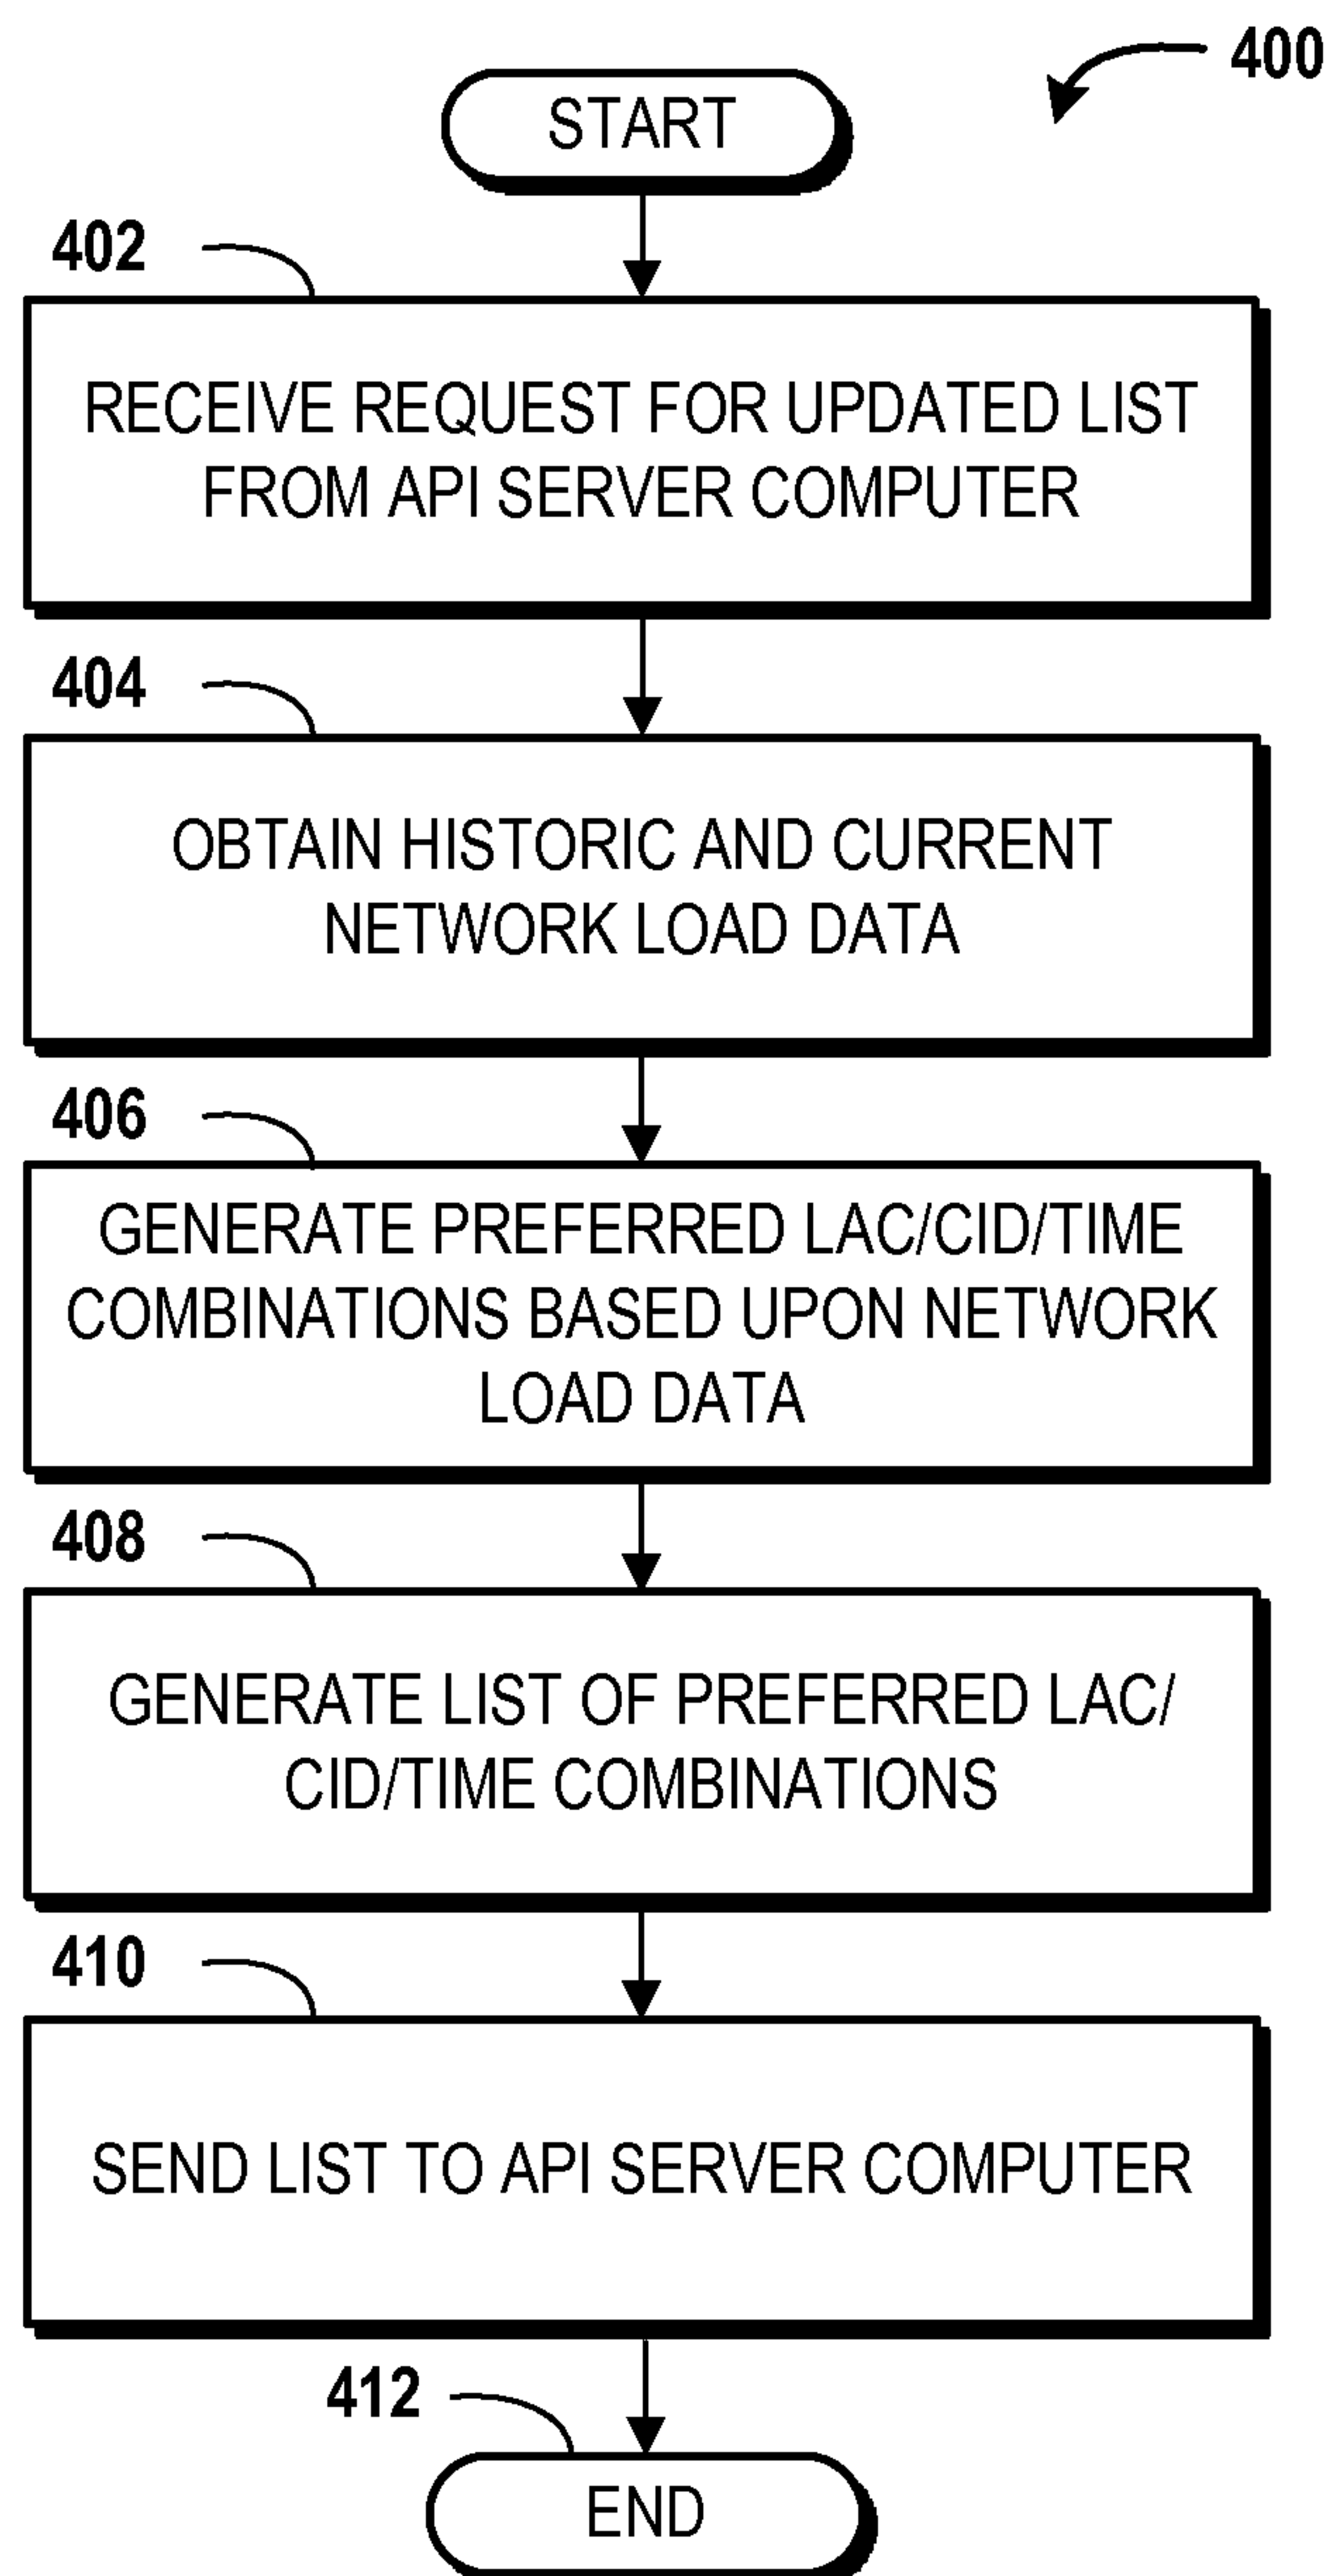 400
START
402
RECEIVE REQUEST FOR UPDATED LIST
FROM API SERVER COMPUTER
404
OBTAIN HISTORIC AND CURRENT
NETWORK LOAD DATA
406
GENERATE PREFERRED LAC/CID/TIME
COMBINATIONS BASED UPON NETWORK
LOAD DATA
408
GENERATE LIST OF PREFERRED LAC/
CID/TIME COMBINATIONS
410
SEND LIST TO API SERVER COMPUTER
412
END